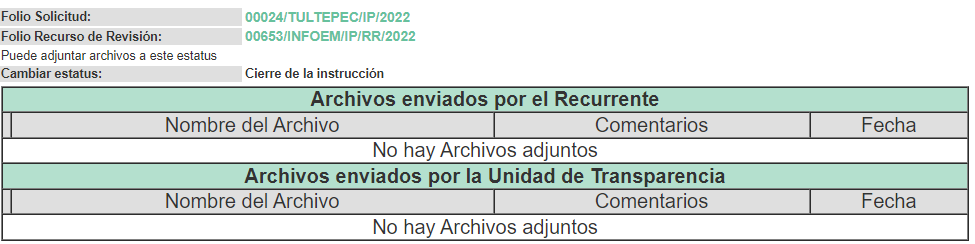 Folio Solicitud: 00024/TULTEPEC/IP/2022
Folio Recurso de Revisión: 00653/INFOEM/IP/RR/2022
Puede adjuntar archivos a este estatus
Cambiar estatus: Cierre de la instrucción
Archivos enviados por el Recurrente
Nombre del Archivo Comentarios Fecha
No hay Archivos adjuntos
Archivos enviados por la Unidad de Transparencia
Nombre del Archivo Comentarios Fecha
No hay Archivos adjuntos